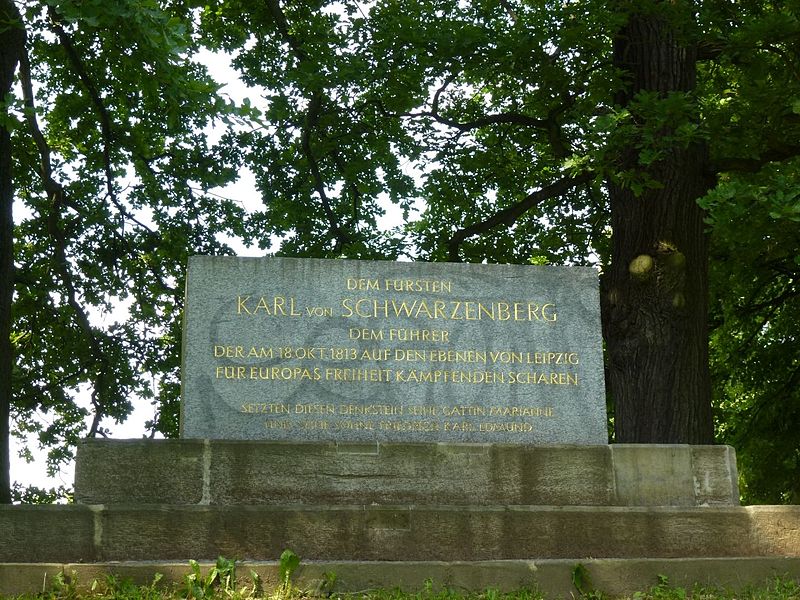 DEM FÜRSTEN
KARL VON SCHWARZENBERG
DEM FÜHRER
DER AM 18. OKT. 1813 AUF DEN EBENEN VON LEIPZIG
FÜR EUROPAS FREIHEIT KÄMPFENDEN SCHAREN
SETZTEN DIESEN DENKSTEIN SEINE GATTIN MARIANNE
UND SEINE SÖHNE FRIEDRICH KARL EDMUND